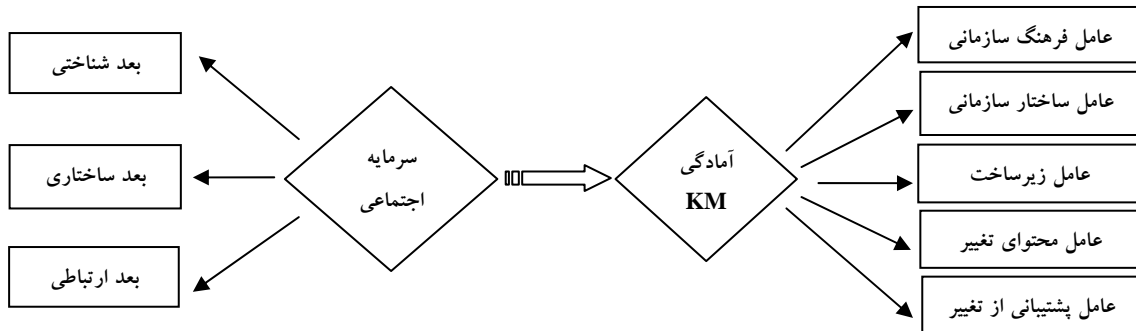 عامل فرهنگ سازمانی
عامل ساختار سازمانی
عامل زیرساخت
عامل محتوای تغییر
عامل پشتیبانی از تغییر
آمادگی
KM
سرمایه
اجتماعی
بعد شناختی
بعد ساختاری
بعد ارتباطی